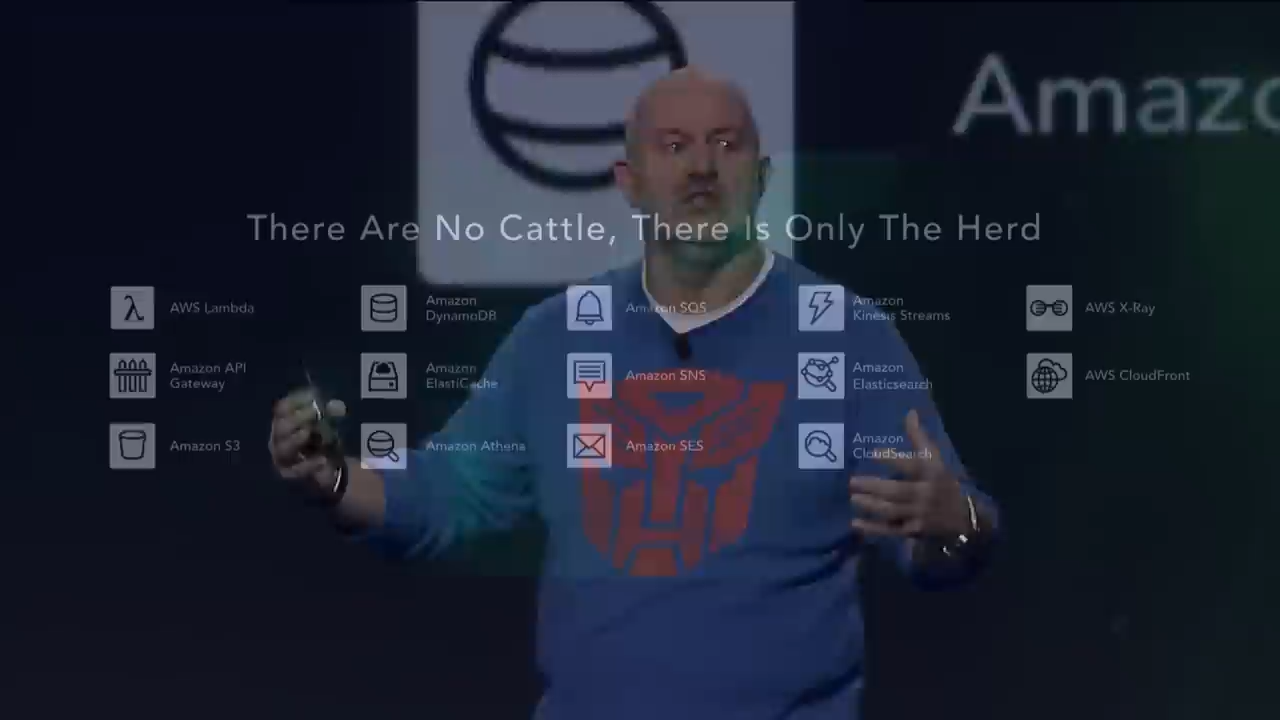 Amazo
There Are No Cattle, There Is Only The Herd
AWS Lambda
Amazon
DynamoDB
Amazon SQS
Amazon
Kinesis Streams
AWS X-Ray
Amazon API
Gateway
Amazon
ElastiCache
Amazon SNS
Amazon
Elasticsearch
AWS CloudFront
Amazon S3
Amazon Athena
Amazon SES
Amazon
CloudSearch